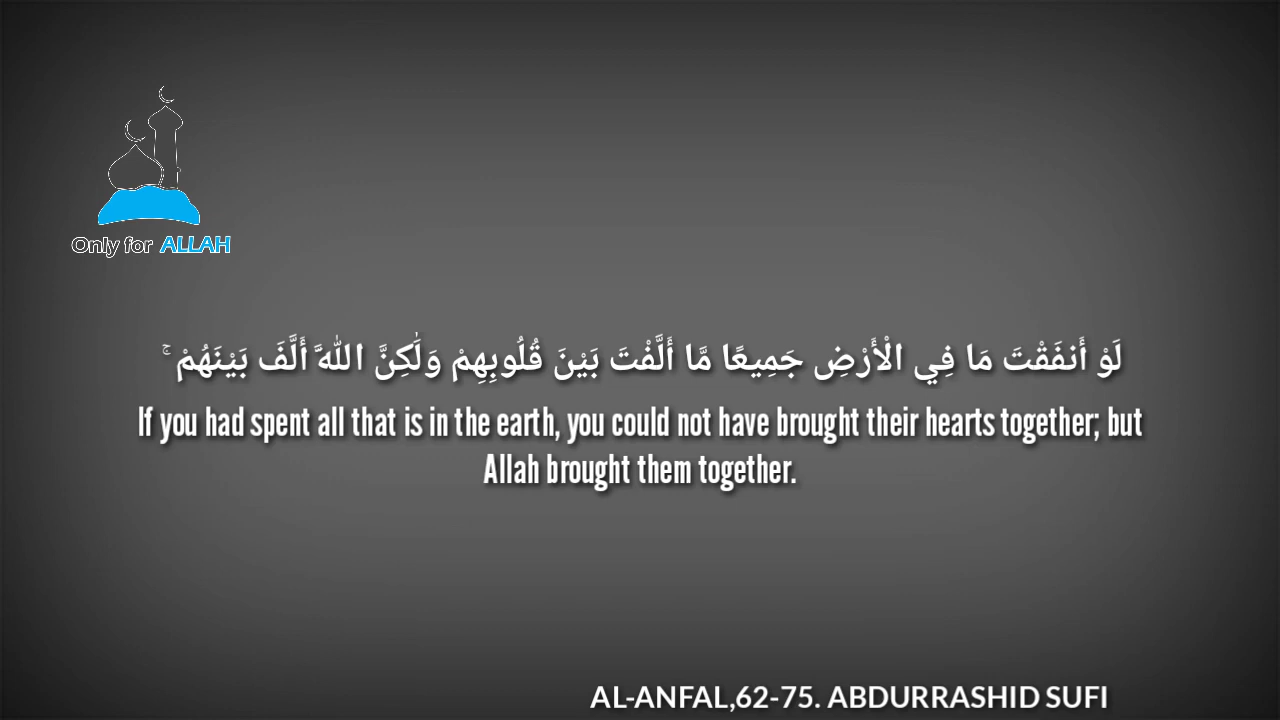 Only for ALLAH
لَوْ أَنفَقْتَ مَا فِي الْأَرْضِ جَمِيعًا مَّا أَلَّفْتَ بَيْنَ قُلُوبِهِمْ وَلَٰكِنَّ اللَّهَ أَلَّفَ بَيْنَهُمْ ۚ
If you had spent all that is in the earth, you could not have brought their hearts together; but
Allah brought them together.
AL-ANFAL,62-75. ABDURRASHID SUFI